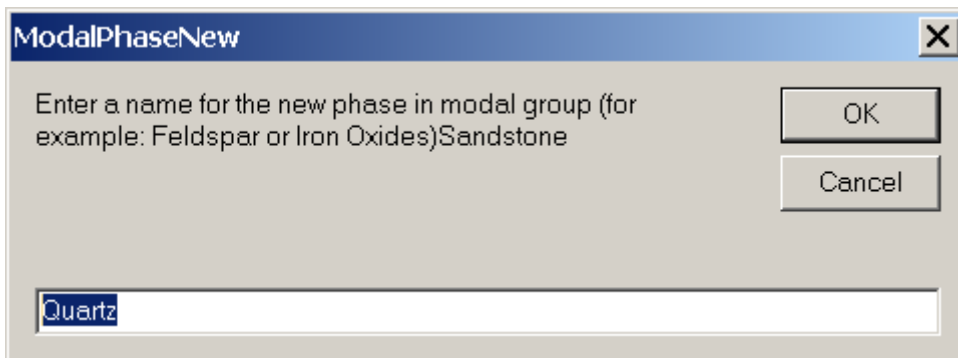 ModalPhaseNew
Enter a name for the new phase in modal group (for
example: Feldspar or Iron Oxides)Sandstone
OK
Cancel
Quartz